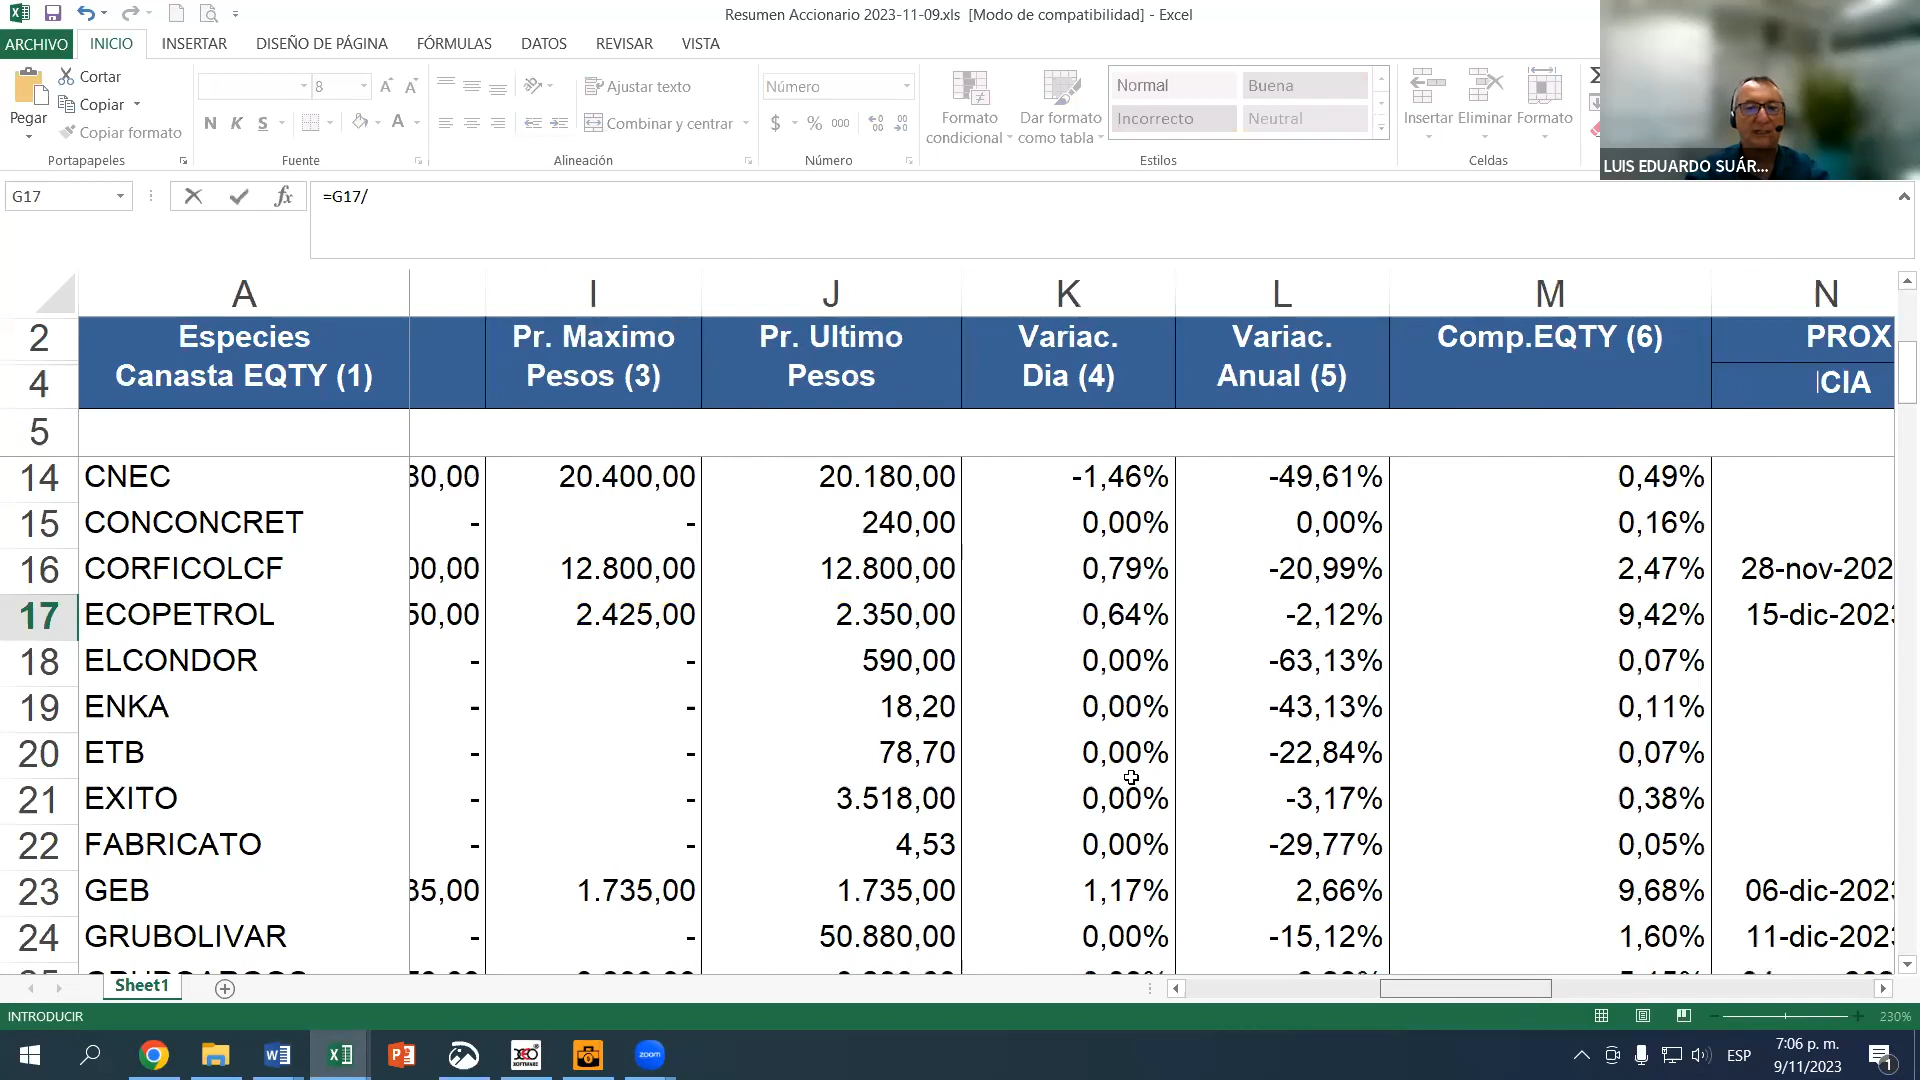 Resumen Accionario 2023-11-09.xls [Modo de compatibilidad] - Excel
ARCHIVO INICIO INSERTAR DISEÑO DE PÁGINA FÓRMULAS DATOS REVISAR VISTA
Pegar
Cortar
Copiar
Copiar formato
Portapapeles
8
N K S
Fuente
Ajustar texto
Combinar y centrar
Alineación
Número
$ % 000
Número
Formato condicional
Dar formato como tabla
Normal Buena
Incorrecto Neutral
Estilos
Insertar Eliminar Formato
Celdas
LUIS EDUARDO SUÁR...
G17 fx =G17/
A I J K L M N
2 Especies Pr. Maximo Pr. Ultimo Variac. Variac. Comp.EQTY (6) PROX
4 Canasta EQTY (1) Pesos (3) Pesos Dia (4) Anual (5) CIA
5
14 CNEC 30,00 20.400,00 20.180,00 -1,46% -49,61% 0,49%
15 CONCONCRET - - 240,00 0,00% 0,00% 0,16%
16 CORFICOLCF 00,00 12.800,00 12.800,00 0,79% -20,99% 2,47% 28-nov-202
17 ECOPETROL 50,00 2.425,00 2.350,00 0,64% -2,12% 9,42% 15-dic-202
18 ELCONDOR - - 590,00 0,00% -63,13% 0,07%
19 ENKA - - 18,20 0,00% -43,13% 0,11%
20 ETB - - 78,70 0,00% -22,84% 0,07%
21 EXITO - - 3.518,00 0,00% -3,17% 0,38%
22 FABRICATO - - 4,53 0,00% -29,77% 0,05%
23 GEB 35,00 1.735,00 1.735,00 1,17% 2,66% 9,68% 06-dic-202
24 GRUBOLIVAR - - 50.880,00 0,00% -15,12% 1,60% 11-dic-202
Sheet1
INTRODUCIR 230%
zoom ESP 7:06 p. m.
9/11/2023 1